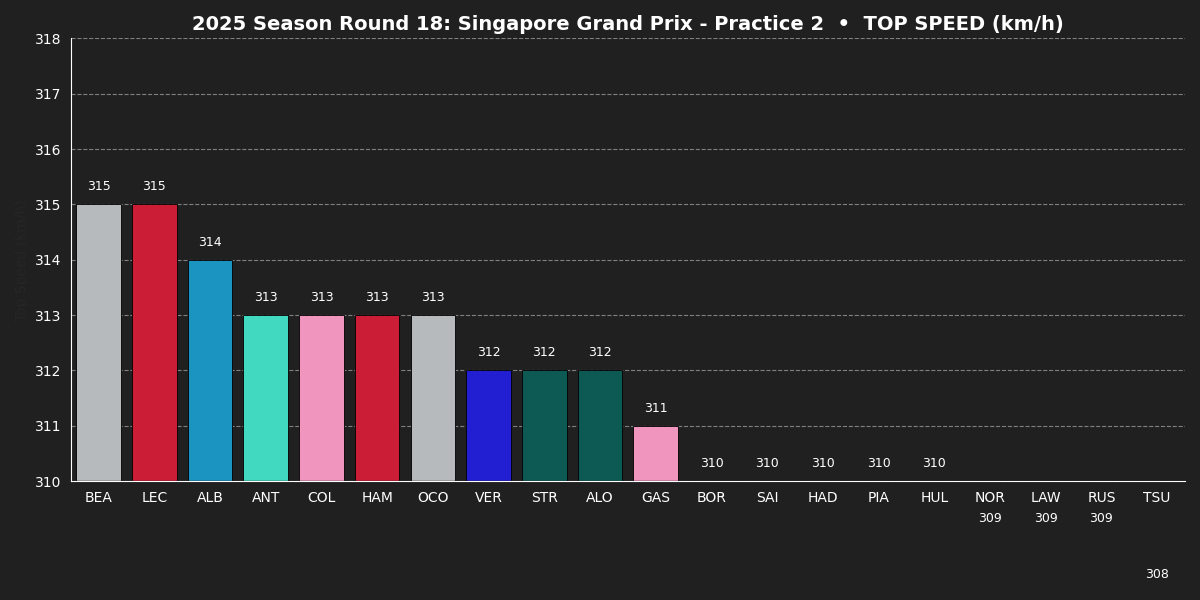 2025 Season Round 18: Singapore Grand Prix - Practice 2 • TOP SPEED (km/h)
318
317
316
315
314
313
312
311
310
315 315 314 313 313 313 313 312 312 312 311 310 310 310 310 310
BEA LEC ALB ANT COL HAM OCO VER STR ALO GAS BOR SAI HAD PIA HUL NOR LAW RUS TSU
309 309 309
308